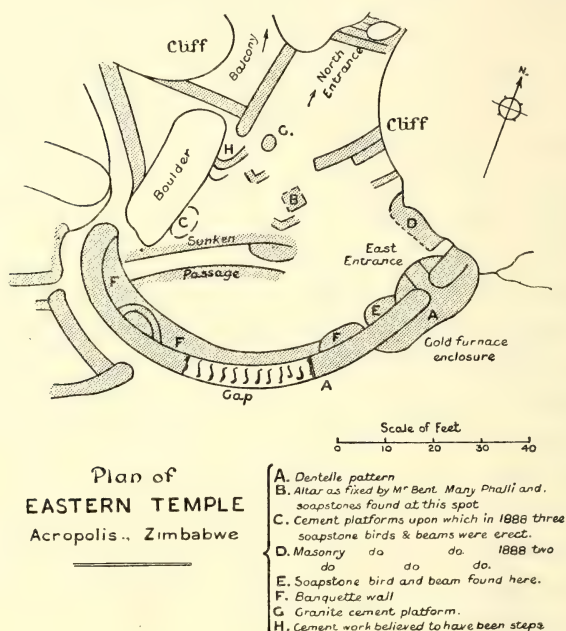 Cliff
Balcony
North
Entrance
N.
G.
Cliff
H
Boulder
B
C
Sunken
D
East
Entrance
Passage
F
E
F
A
F
Gold furnace
enclosure
A
Gap
Scale of Feet
0 10 20 30 40
Plan of
EASTERN TEMPLE
Acropolis., Zimbabwe
A. Dentelle pattern
B. Altar as fixed by Mr Bent. Many Phalli and.
soapstones found at this spot
C. Cement platforms upon which in 1888 three
soapstone birds & beams were erect.
D. Masonry do do. 1888 two
do do do.
E. Soapstone bird and beam found here.
F. Banquette wall
G Granite cement platform.
H. Cement work believed to have been steps